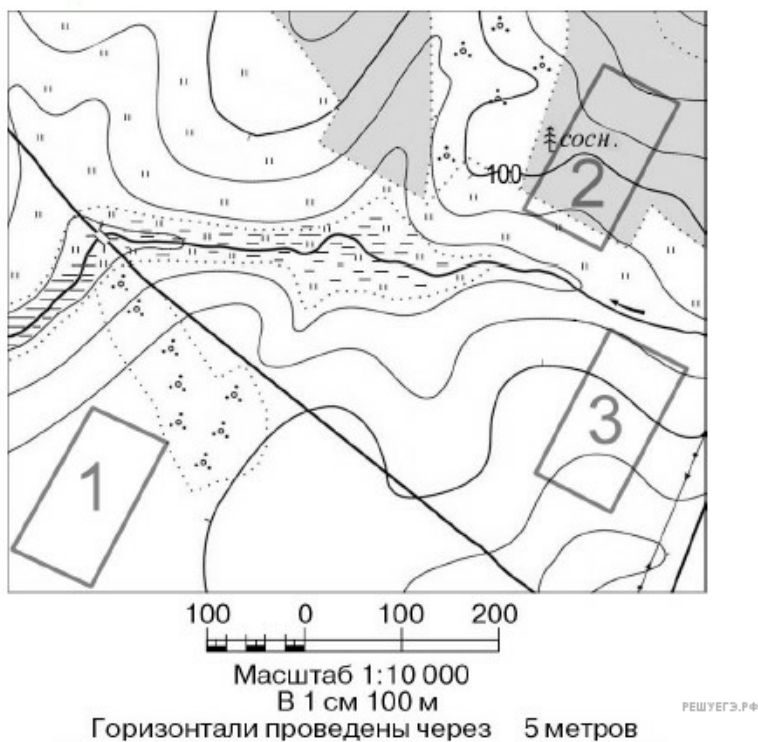 сосн.
100
2
3
1
100 0 100 200
Масштаб 1:10 000
В 1 см 100 м
РЕШУЕГЭ.РФ
Горизонтали проведены через 5 метров